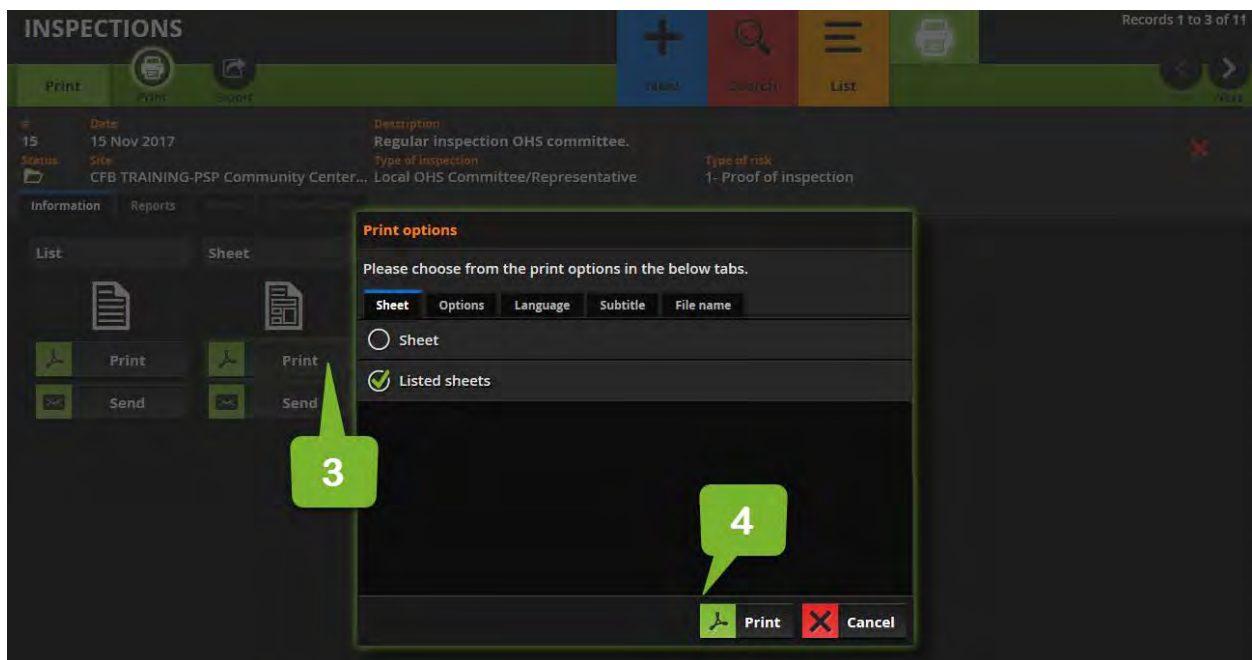 INSPECTIONS
Records 1 to 3 of 11
Print
Print
Export
Search
List
#
Date
Description
15
15 Nov 2017
Regular inspection OHS committee.
Status
Site
Type of inspection
Type of risk
CFB TRAINING-PSP Community Center...
Local OHS Committee/Representative
1- Proof of inspection
Information
Reports
List
Sheet
Print
Send
Print
Send
3
Print options
Please choose from the print options in the below tabs.
Sheet
Options
Language
Subtitle
File name
Sheet
Listed sheets
4
Print
Cancel